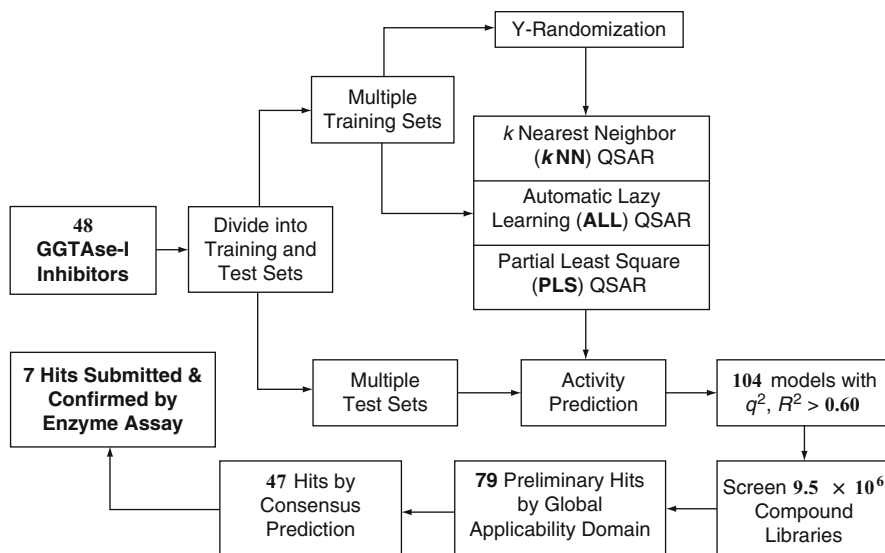 Y-Randomization
Multiple
Training Sets
k Nearest Neighbor
(kNN) QSAR
Automatic Lazy
Learning (ALL) QSAR
Partial Least Square
(PLS) QSAR
48
GGTAse-I
Inhibitors
Divide into
Training and
Test Sets
Multiple
Test Sets
Activity
Prediction
104 models with
q², R² > 0.60
Screen 9.5 × 10⁶
Compound
Libraries
79 Preliminary Hits
by Global
Applicability Domain
47 Hits by
Consensus
Prediction
7 Hits Submitted &
Confirmed by
Enzyme Assay